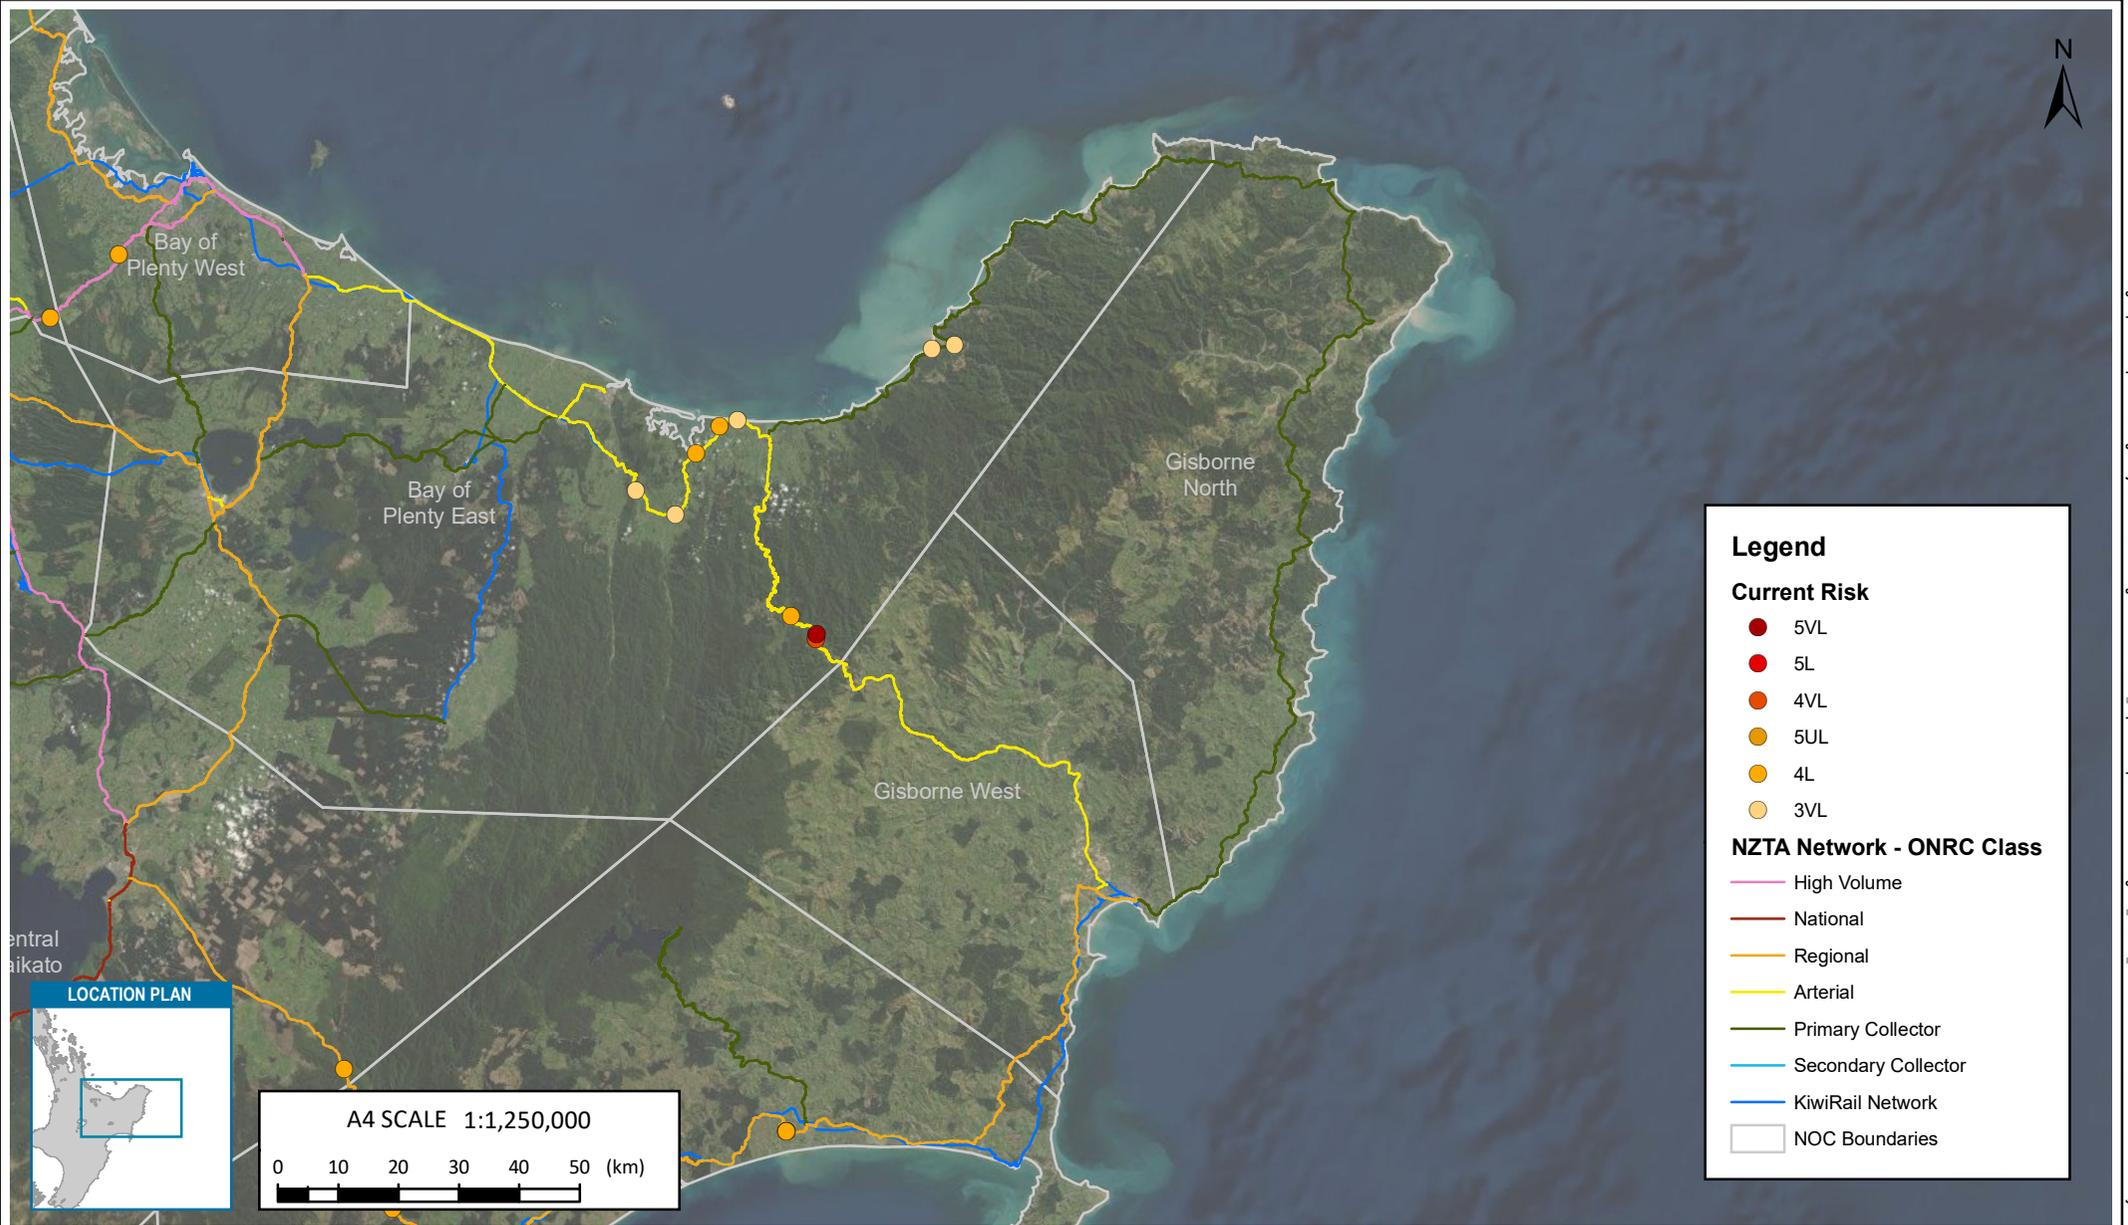 N
Bay of
Plenty West
Gisborne
North
Bay of
Plenty East
Gisborne West
entral
aikato
LOCATION PLAN
A4 SCALE 1:1,250,000
0 10 20 30 40 50 (km)
Legend
Current Risk
5VL
5L
4VL
5UL
4L
3VL
NZTA Network - ONRC Class
High Volume
National
Regional
Arterial
Primary Collector
Secondary Collector
KiwiRail Network
NOC Boundaries